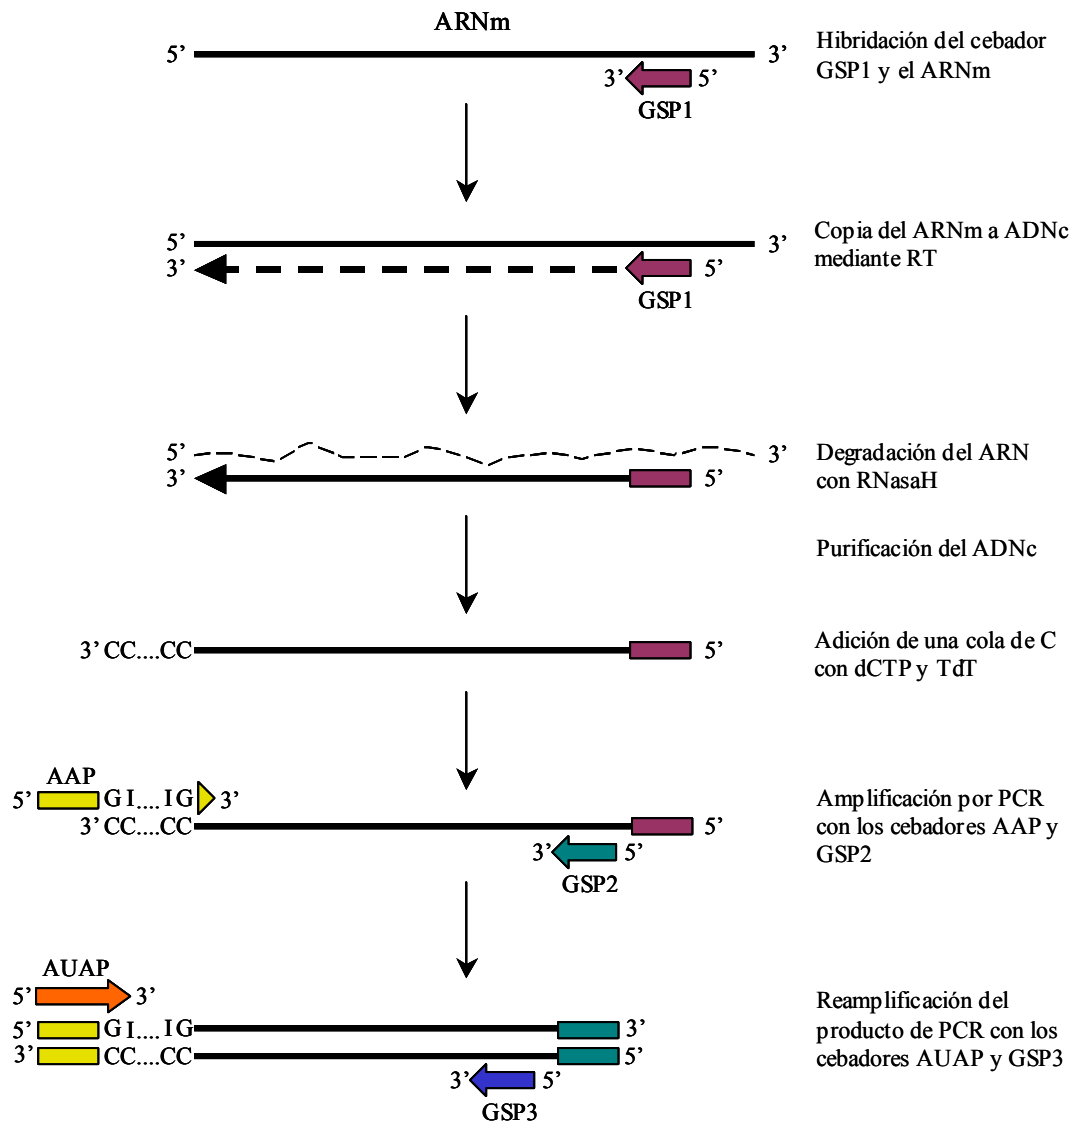 ARNm
5’ 3’
3’ 5’
GSP1
Hibridación del cebador
GSP1 y el ARNm
5’ 3’
3’ 5’
GSP1
Copia del ARNm a ADNc
mediante RT
5’ 3’
3’ 5’
Degradación del ARN
con RNasaH
Purificación del ADNc
3’ CC....CC 5’
Adición de una cola de C
con dCTP y TdT
AAP
5’ GI.... IG 3’
3’ CC....CC 5’
3’ 5’
GSP2
Amplificación por PCR
con los cebadores AAP y
GSP2
AUAP
5’ 3’
5’ GI.... IG 3’
3’ CC....CC 5’
3’ 5’
GSP3
Reamplificación del
producto de PCR con los
cebadores AUAP y GSP3